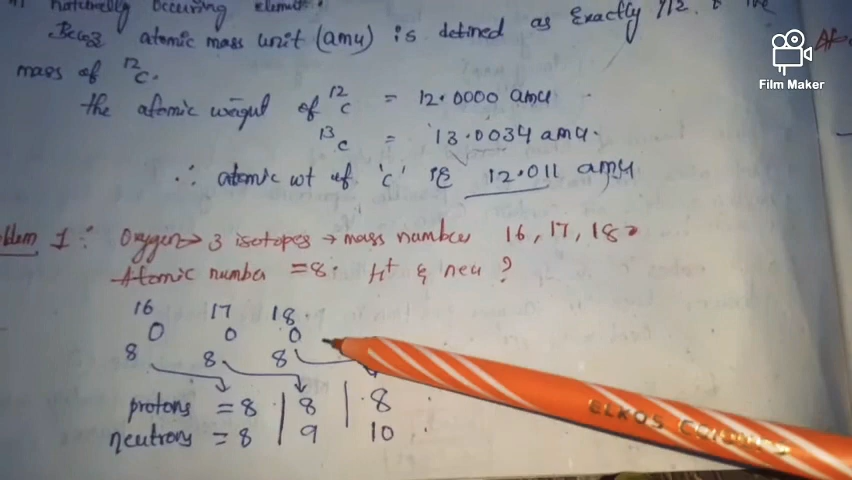 naturally occuring elements.
atomic mass unit (amu) is defined as Exactly 1/12 the
mass of ¹²C.
the atomic weight of ¹²C = 12.0000 amu
¹³C = 13.0034 amu.
∴ atomic wt of 'c' is 12.011 amu
oblem 1: Oxygen → 3 isotopes → mass number 16, 17, 18
Atomic number = 8. & neu ?
16 17 18
O O O
8 8 8
protons = 8 | 8 | 8
neutrons = 8 | 9 10
Film Maker
ELKOS